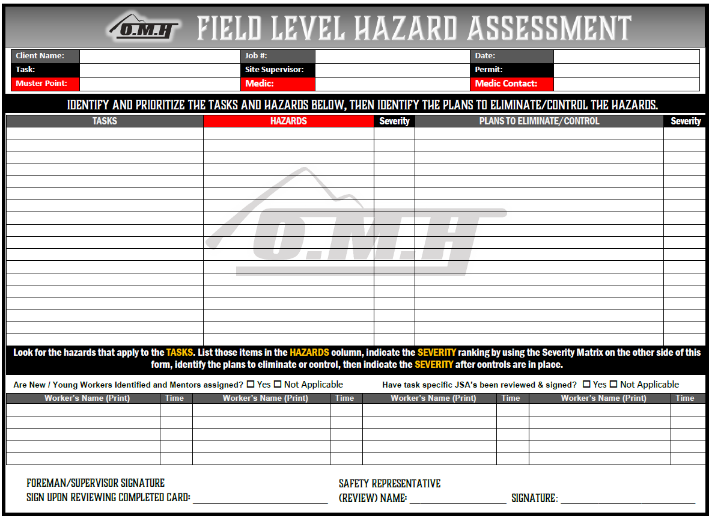 O.M.H FIELD LEVEL HAZARD ASSESSMENT
Client Name: Job #: Date:
Task: Site Supervisor: Permit:
Muster Point: Medic: Medic Contact:
IDENTIFY AND PRIORITIZE THE TASKS AND HAZARDS BELOW, THEN IDENTIFY THE PLANS TO ELIMINATE/CONTROL THE HAZARDS.
TASKS HAZARDS Severity PLANS TO ELIMINATE/CONTROL Severity
O.M.H
Look for the hazards that apply to the TASKS. List those items in the HAZARDS column, indicate the SEVERITY ranking by using the Severity Matrix on the other side of this
form, identify the plans to eliminate or control, then indicate the SEVERITY after controls are in place.
Are New / Young Workers Identified and Mentors assigned? ☐ Yes ☐ Not Applicable Have task specific JSA's been reviewed & signed? ☐ Yes ☐ Not Applicable
Worker's Name (Print) Time Worker's Name (Print) Time Worker's Name (Print) Time Worker's Name (Print) Time
FOREMAN/SUPERVISOR SIGNATURE SAFETY REPRESENTATIVE
SIGN UPON REVIEWING COMPLETED CARD: (REVIEW) NAME: SIGNATURE: